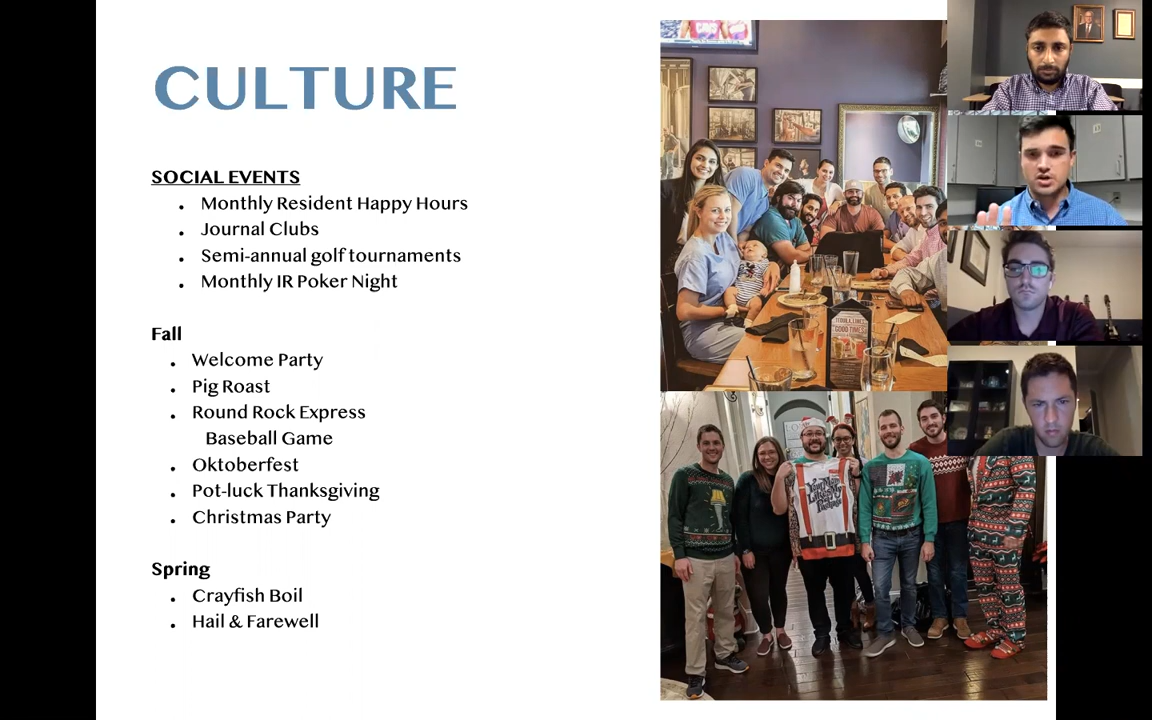 CULTURE
SOCIAL EVENTS
• Monthly Resident Happy Hours
• Journal Clubs
• Semi-annual golf tournaments
• Monthly IR Poker Night
Fall
• Welcome Party
• Pig Roast
• Round Rock Express
Baseball Game
• Oktoberfest
• Pot-luck Thanksgiving
• Christmas Party
Spring
• Crayfish Boil
• Hail & Farewell
GOOD TIMES